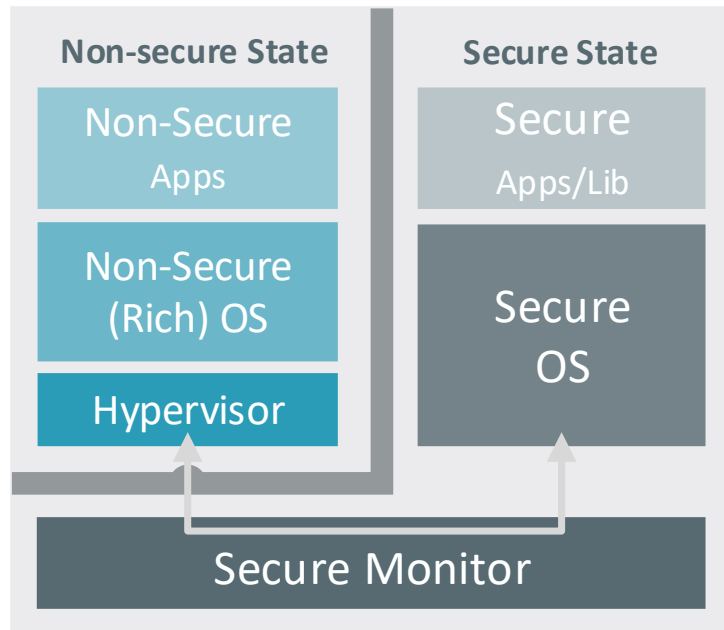 Non-secure State
Non-Secure
Apps
Non-Secure
(Rich) OS
Hypervisor
Secure State
Secure
Apps/Lib
Secure
OS
Secure Monitor